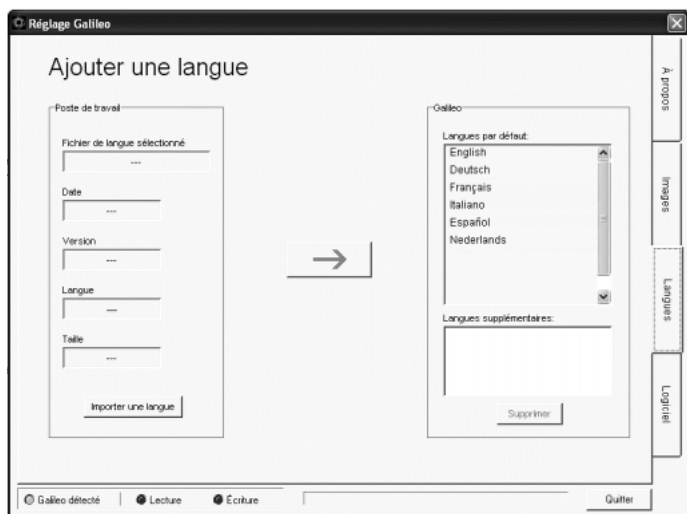 Réglage Galileo
Ajouter une langue
Poste de travail
Fichier de langue sélectionné
---
Date
---
Version
---
Langue
---
Taille
---
Importer une langue
Galileo
Langues par défaut:
English
Deutsch
Français
Italiano
Español
Nederlands
Langues supplémentaires:
Supprimer
À propos
Images
Langues
Logiciel
Galileo détecté
Lecture
Écriture
Quitter